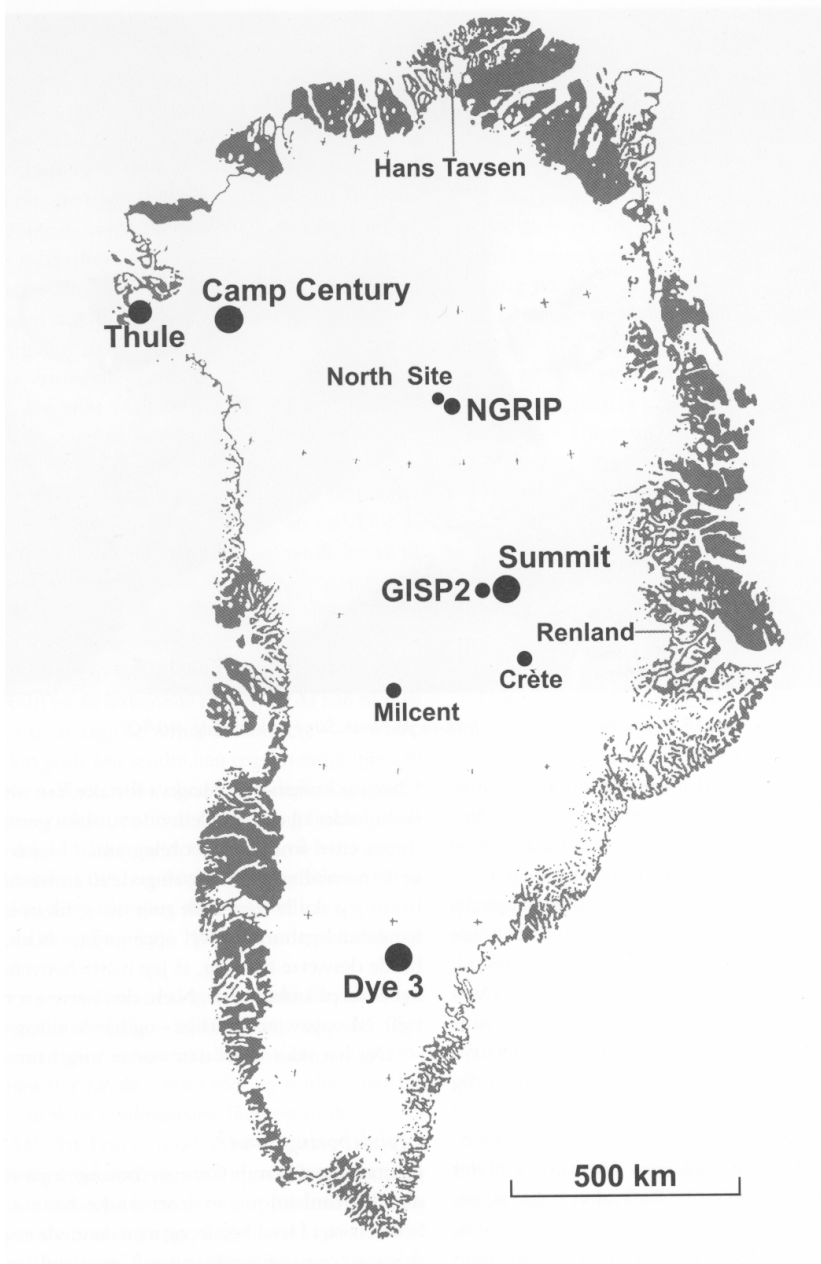 Hans Tavsen
Camp Century
Thule
North Site
NGRIP
Summit
GISP2
Renland
Crète
Milcent
Dye 3
500 km